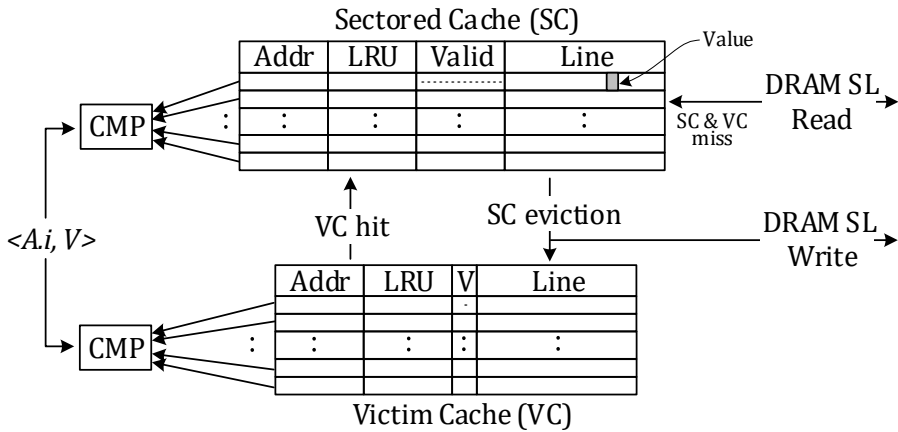 Sectored Cache (SC)
Addr LRU Valid Line
Value
CMP
DRAM SL
Read
SC & VC
miss
<A.i, V>
VC hit
SC eviction
DRAM SL
Write
Addr LRU V Line
CMP
Victim Cache (VC)